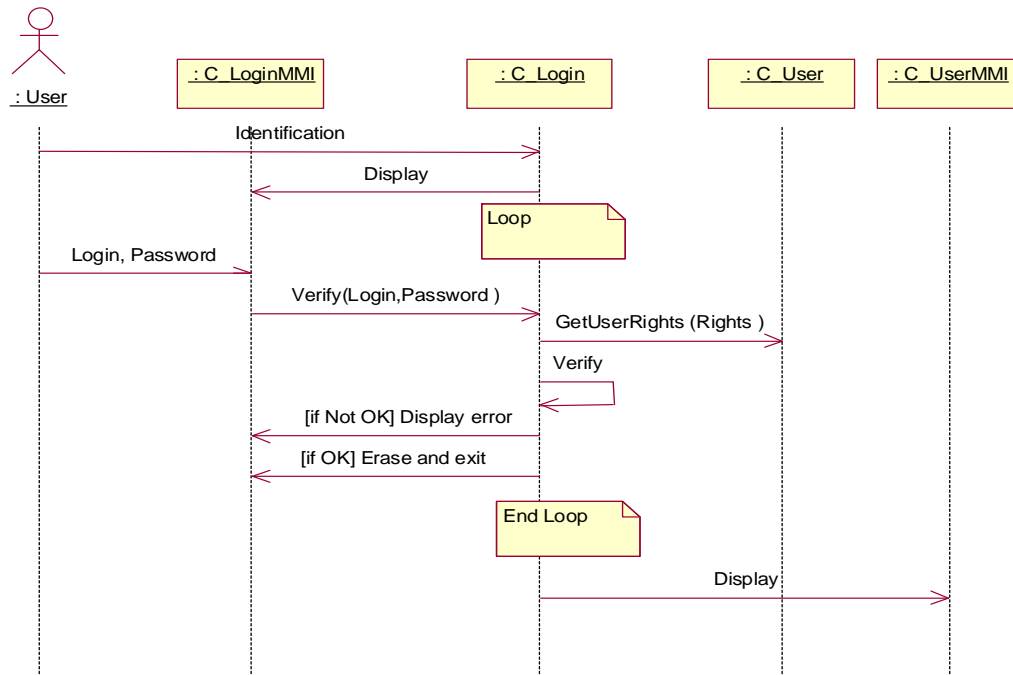 : User
: C_LoginMMI
: C_Login
: C_User
: C_UserMMI
Identification
Display
Loop
Login, Password
Verify(Login,Password )
GetUserRights (Rights )
Verify
[if Not OK] Display error
[if OK] Erase and exit
End Loop
Display